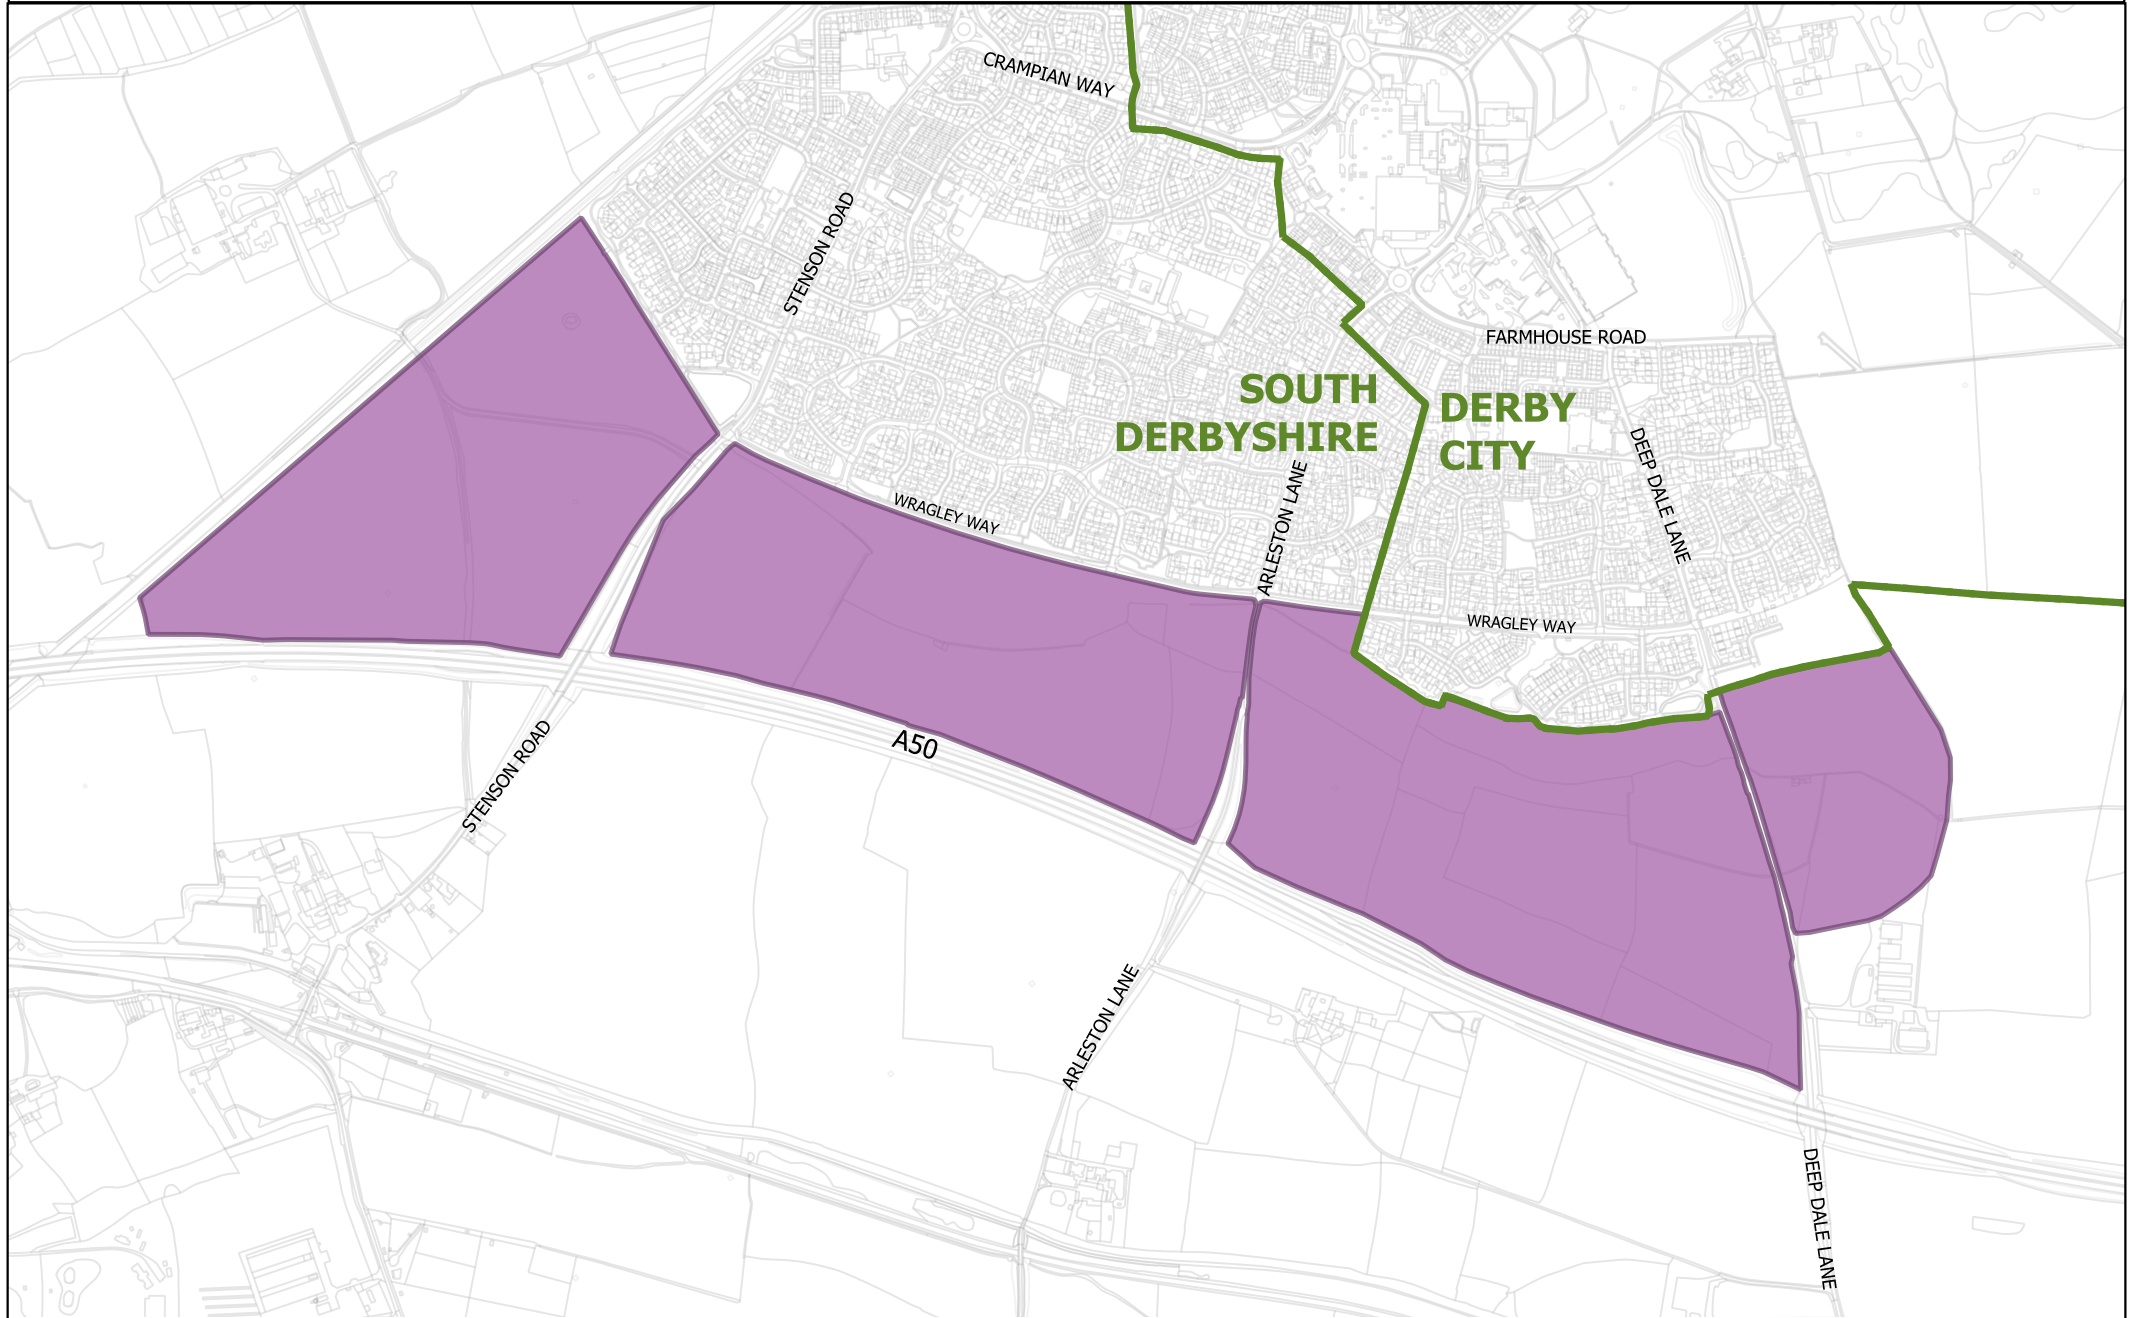 CRAMPIAN WAY
STENSON ROAD
FARMHOUSE ROAD
SOUTH
DERBYSHIRE
DERBY
CITY
DEEP DALE LANE
ARLESTON LANE
WRAGLEY WAY
WRAGLEY WAY
A50
STENSON ROAD
ARLESTON LANE
DEEP DALE LANE